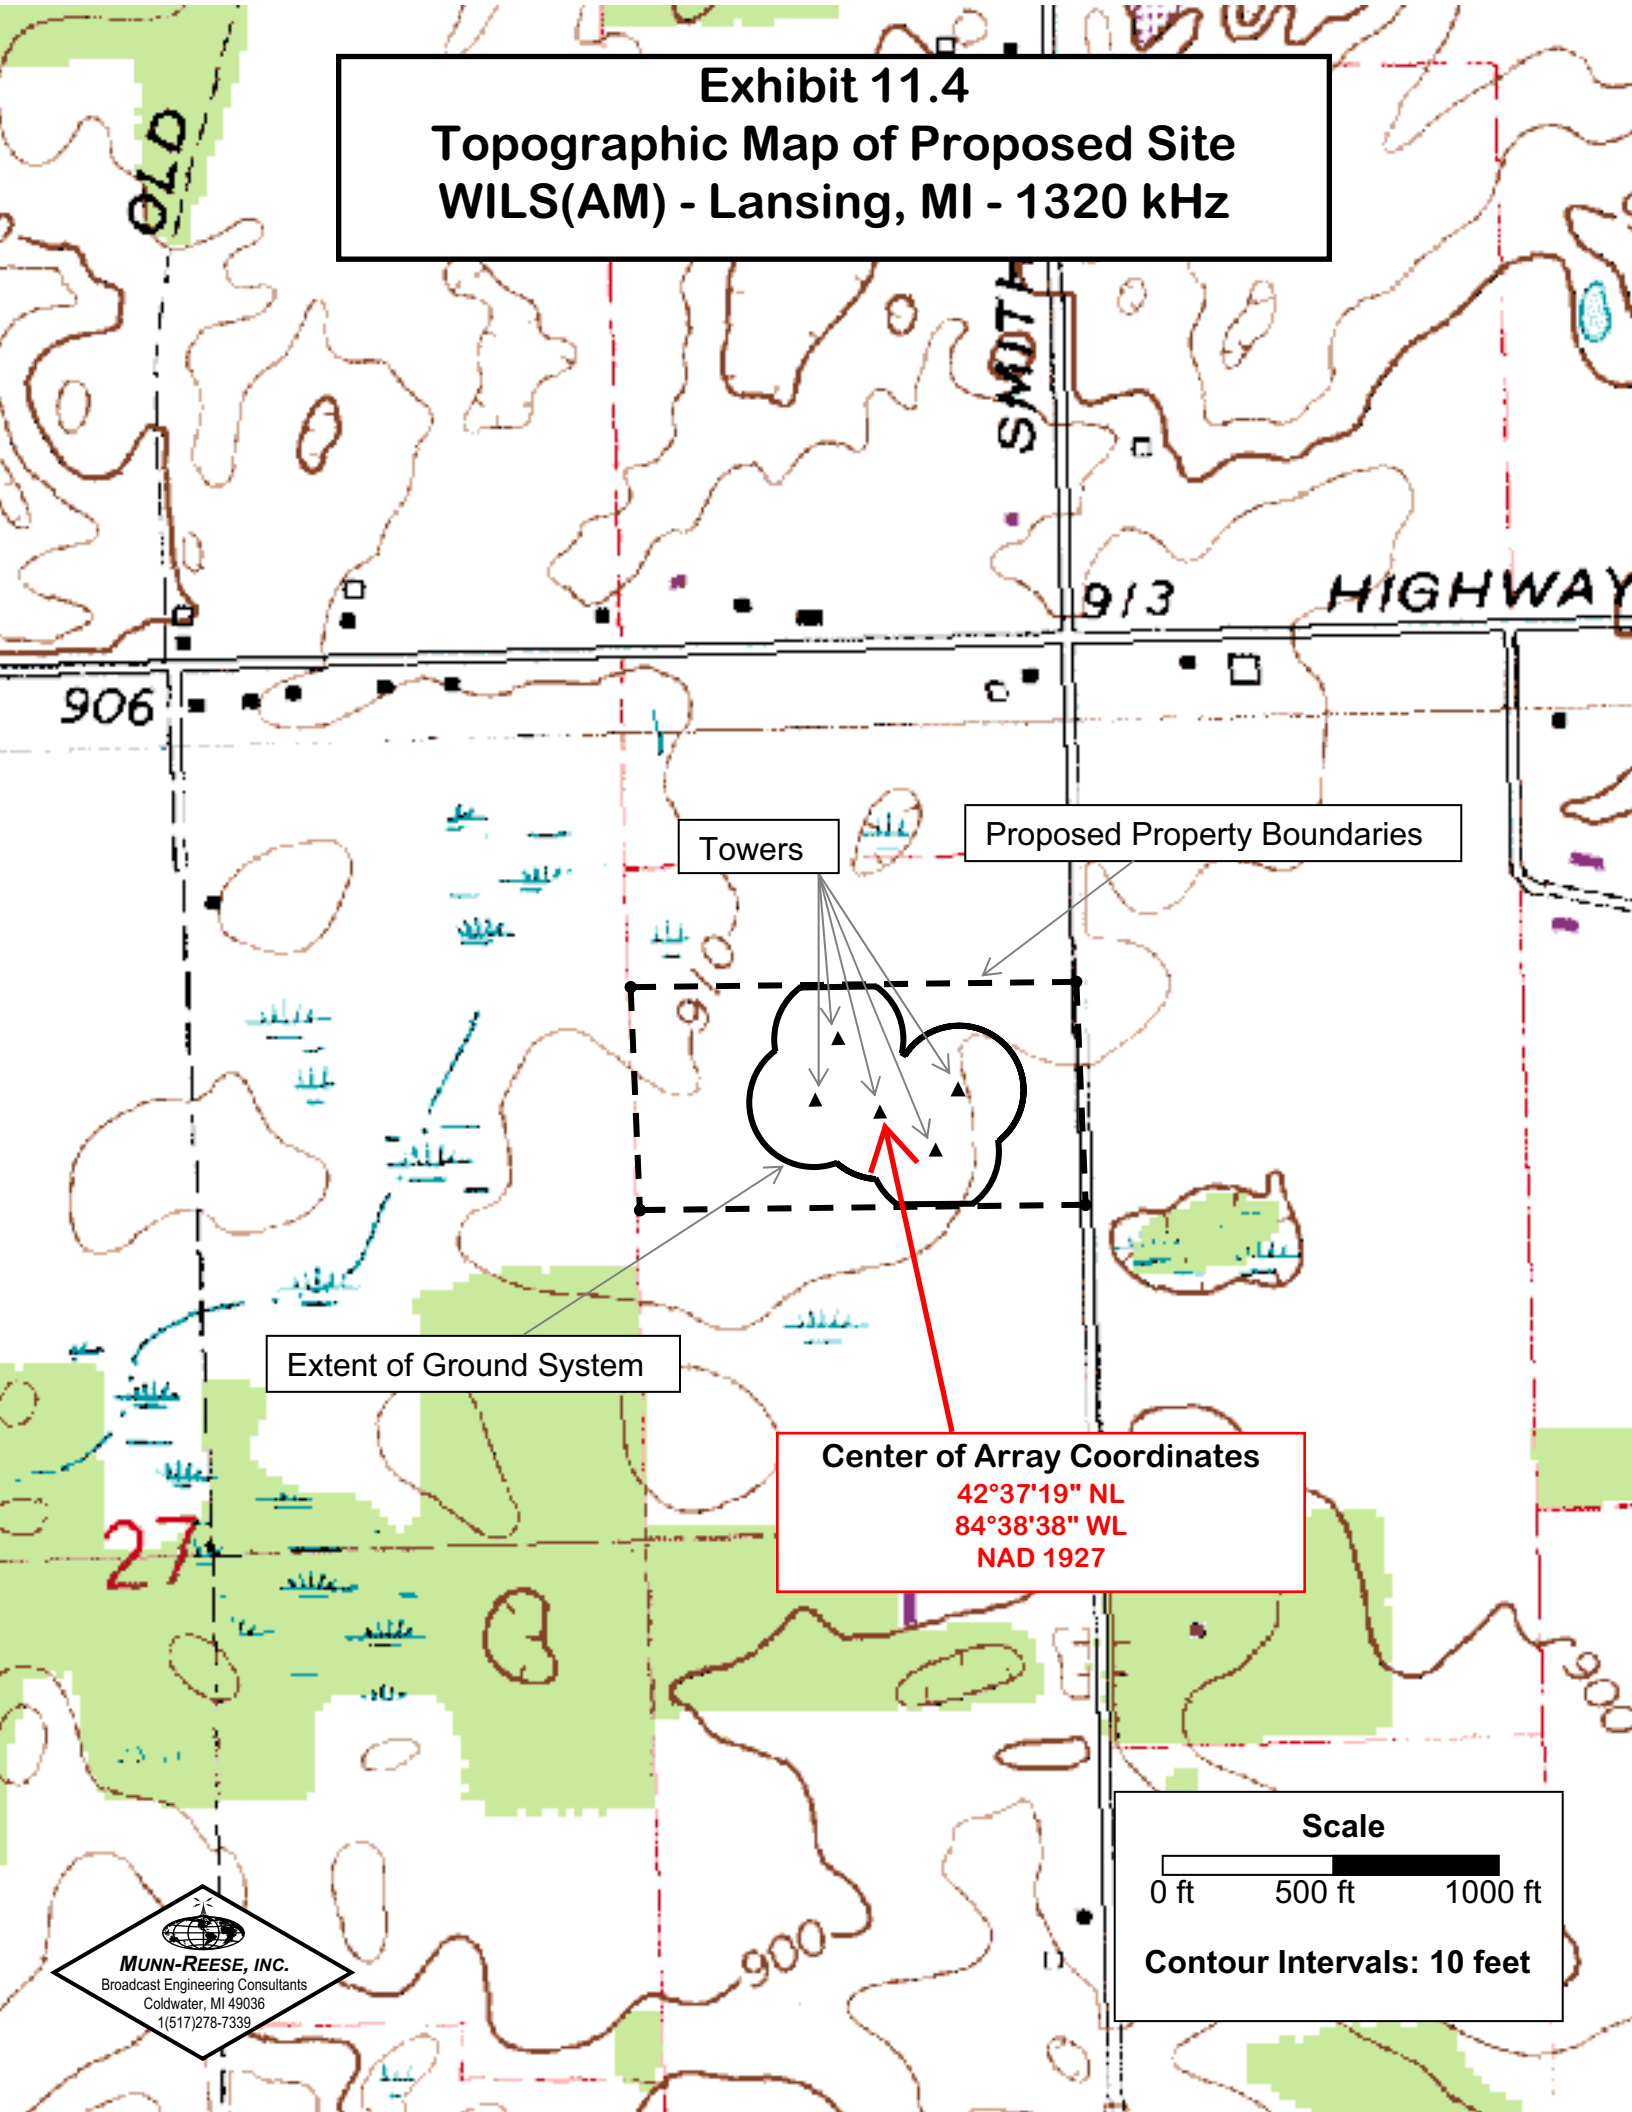 Exhibit 11.4
Topographic Map of Proposed Site
WILS(AM) - Lansing, MI - 1320 kHz
OLD
SMITH
913
HIGHWAY
906
Towers
Proposed Property Boundaries
910
Extent of Ground System
Center of Array Coordinates
42°37'19" NL
84°38'38" WL
NAD 1927
27
900
900
Scale
0 ft 500 ft 1000 ft
Contour Intervals: 10 feet
MUNN-REESE, INC.
Broadcast Engineering Consultants
Coldwater, MI 49036
1(517)278-7339